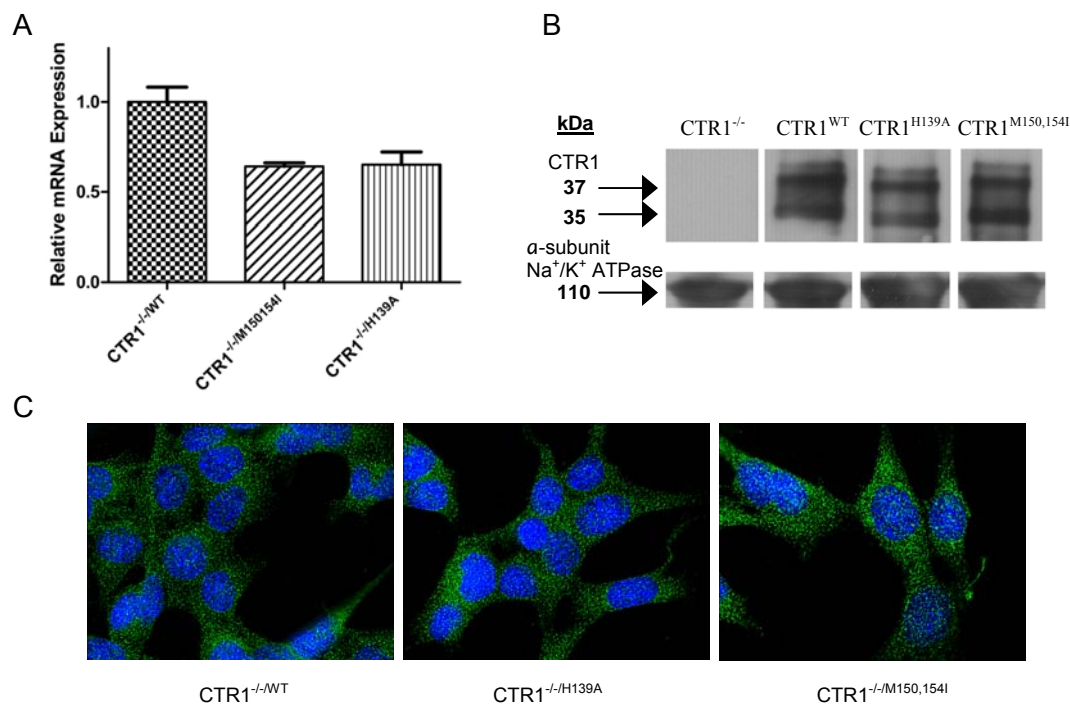 A
Relative mRNA Expression
1.0
0.5
0.0
CTR1-/-/WT
CTR1-/-/M150154I
CTR1-/-/H139A
B
kDa
CTR1-/- CTR1WT CTR1H139A CTR1M150,154I
CTR1
37
35
α-subunit
Na+/K+ ATPase
110
C
CTR1-/-/WT CTR1-/-/H139A CTR1-/-/M150,154I